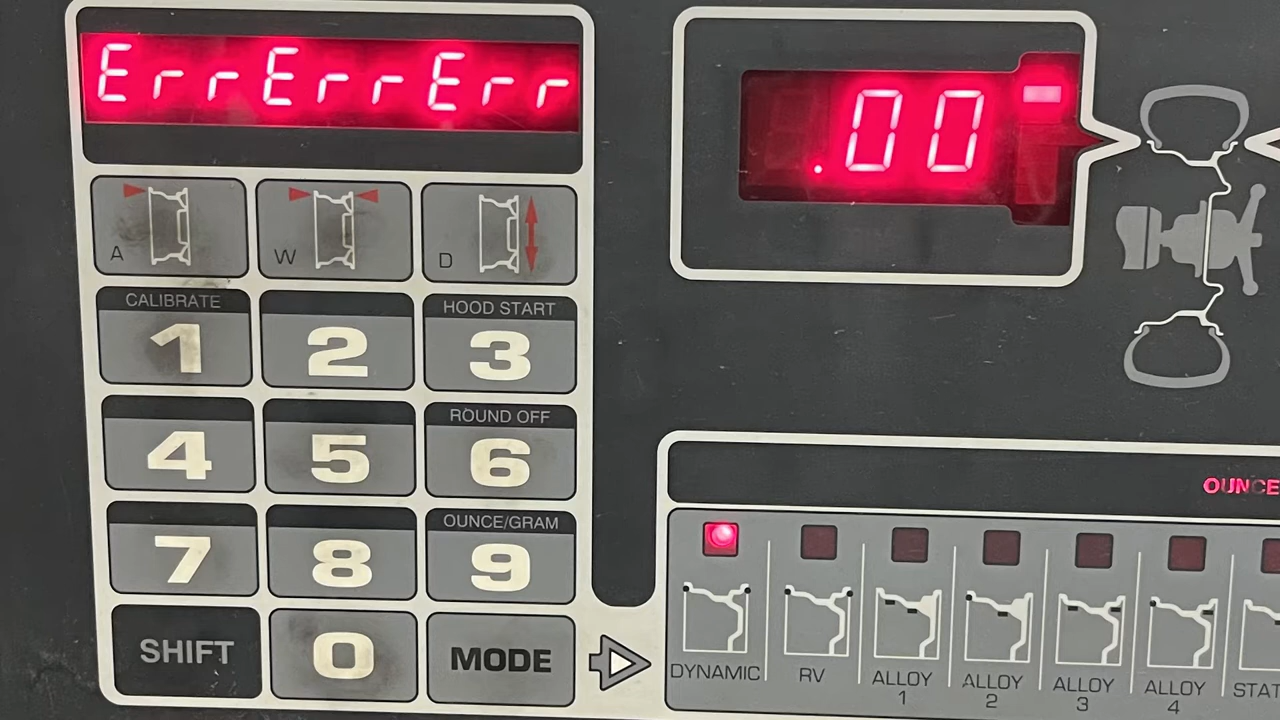 ErrErrErr
.00
A
W
D
CALIBRATE
1
2
HOOD START
3
4
5
ROUND OFF
6
7
8
OUNCE/GRAM
9
SHIFT
0
MODE
OUNCE
DYNAMIC
RV
ALLOY
1
ALLOY
2
ALLOY
3
ALLOY
4
STAT